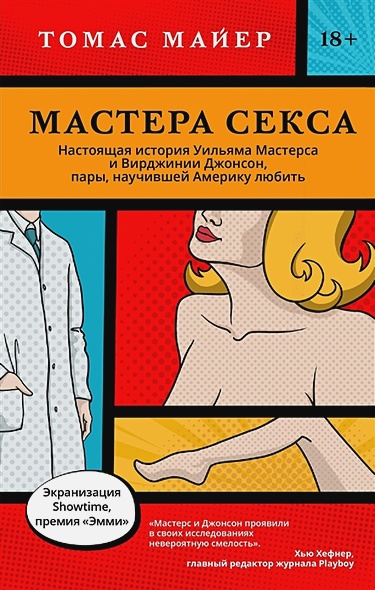 ТОМАС МАЙЕР
18+
МАСТЕРА СЕКСА
Настоящая история Уильяма Мастерса
и Вирджинии Джонсон,
пары, научившей Америку любить
Экранизация
Showtime,
премия «Эмми»
«Мастерс и Джонсон проявили
в своих исследованиях
невероятную смелость».
Хью Хефнер,
главный редактор журнала Playboy